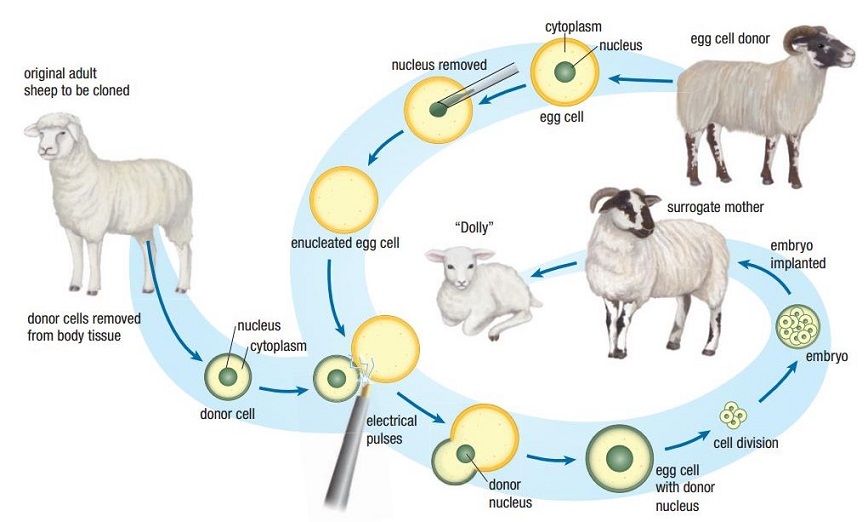 original adult
sheep to be cloned
donor cells removed
from body tissue
nucleus
cytoplasm
donor cell
nucleus removed
cytoplasm
nucleus
egg cell
egg cell donor
enucleated egg cell
electrical
pulses
donor
nucleus
egg cell
with donor
nucleus
cell division
embryo
embryo
implanted
surrogate mother
“Dolly”